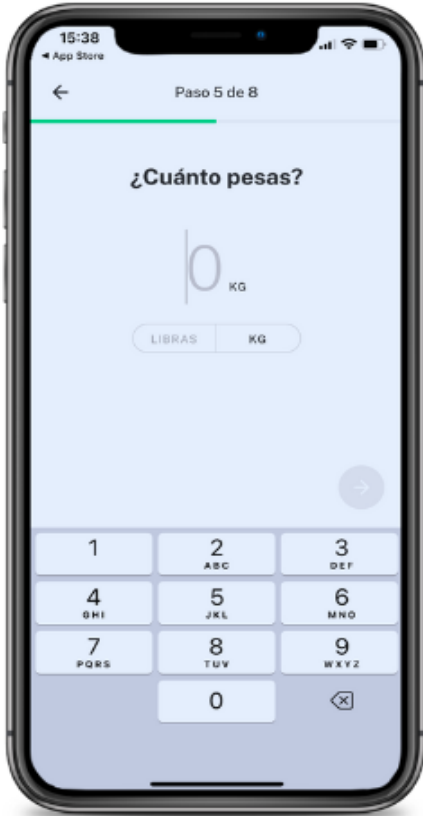 15:38
◀ App Store
Paso 5 de 8
¿Cuánto pesas?
0 KG
LIBRAS KG
1 2 ABC 3 DEF
4 GHI 5 JKL 6 MNO
7 PQRS 8 TUV 9 WXYZ
0